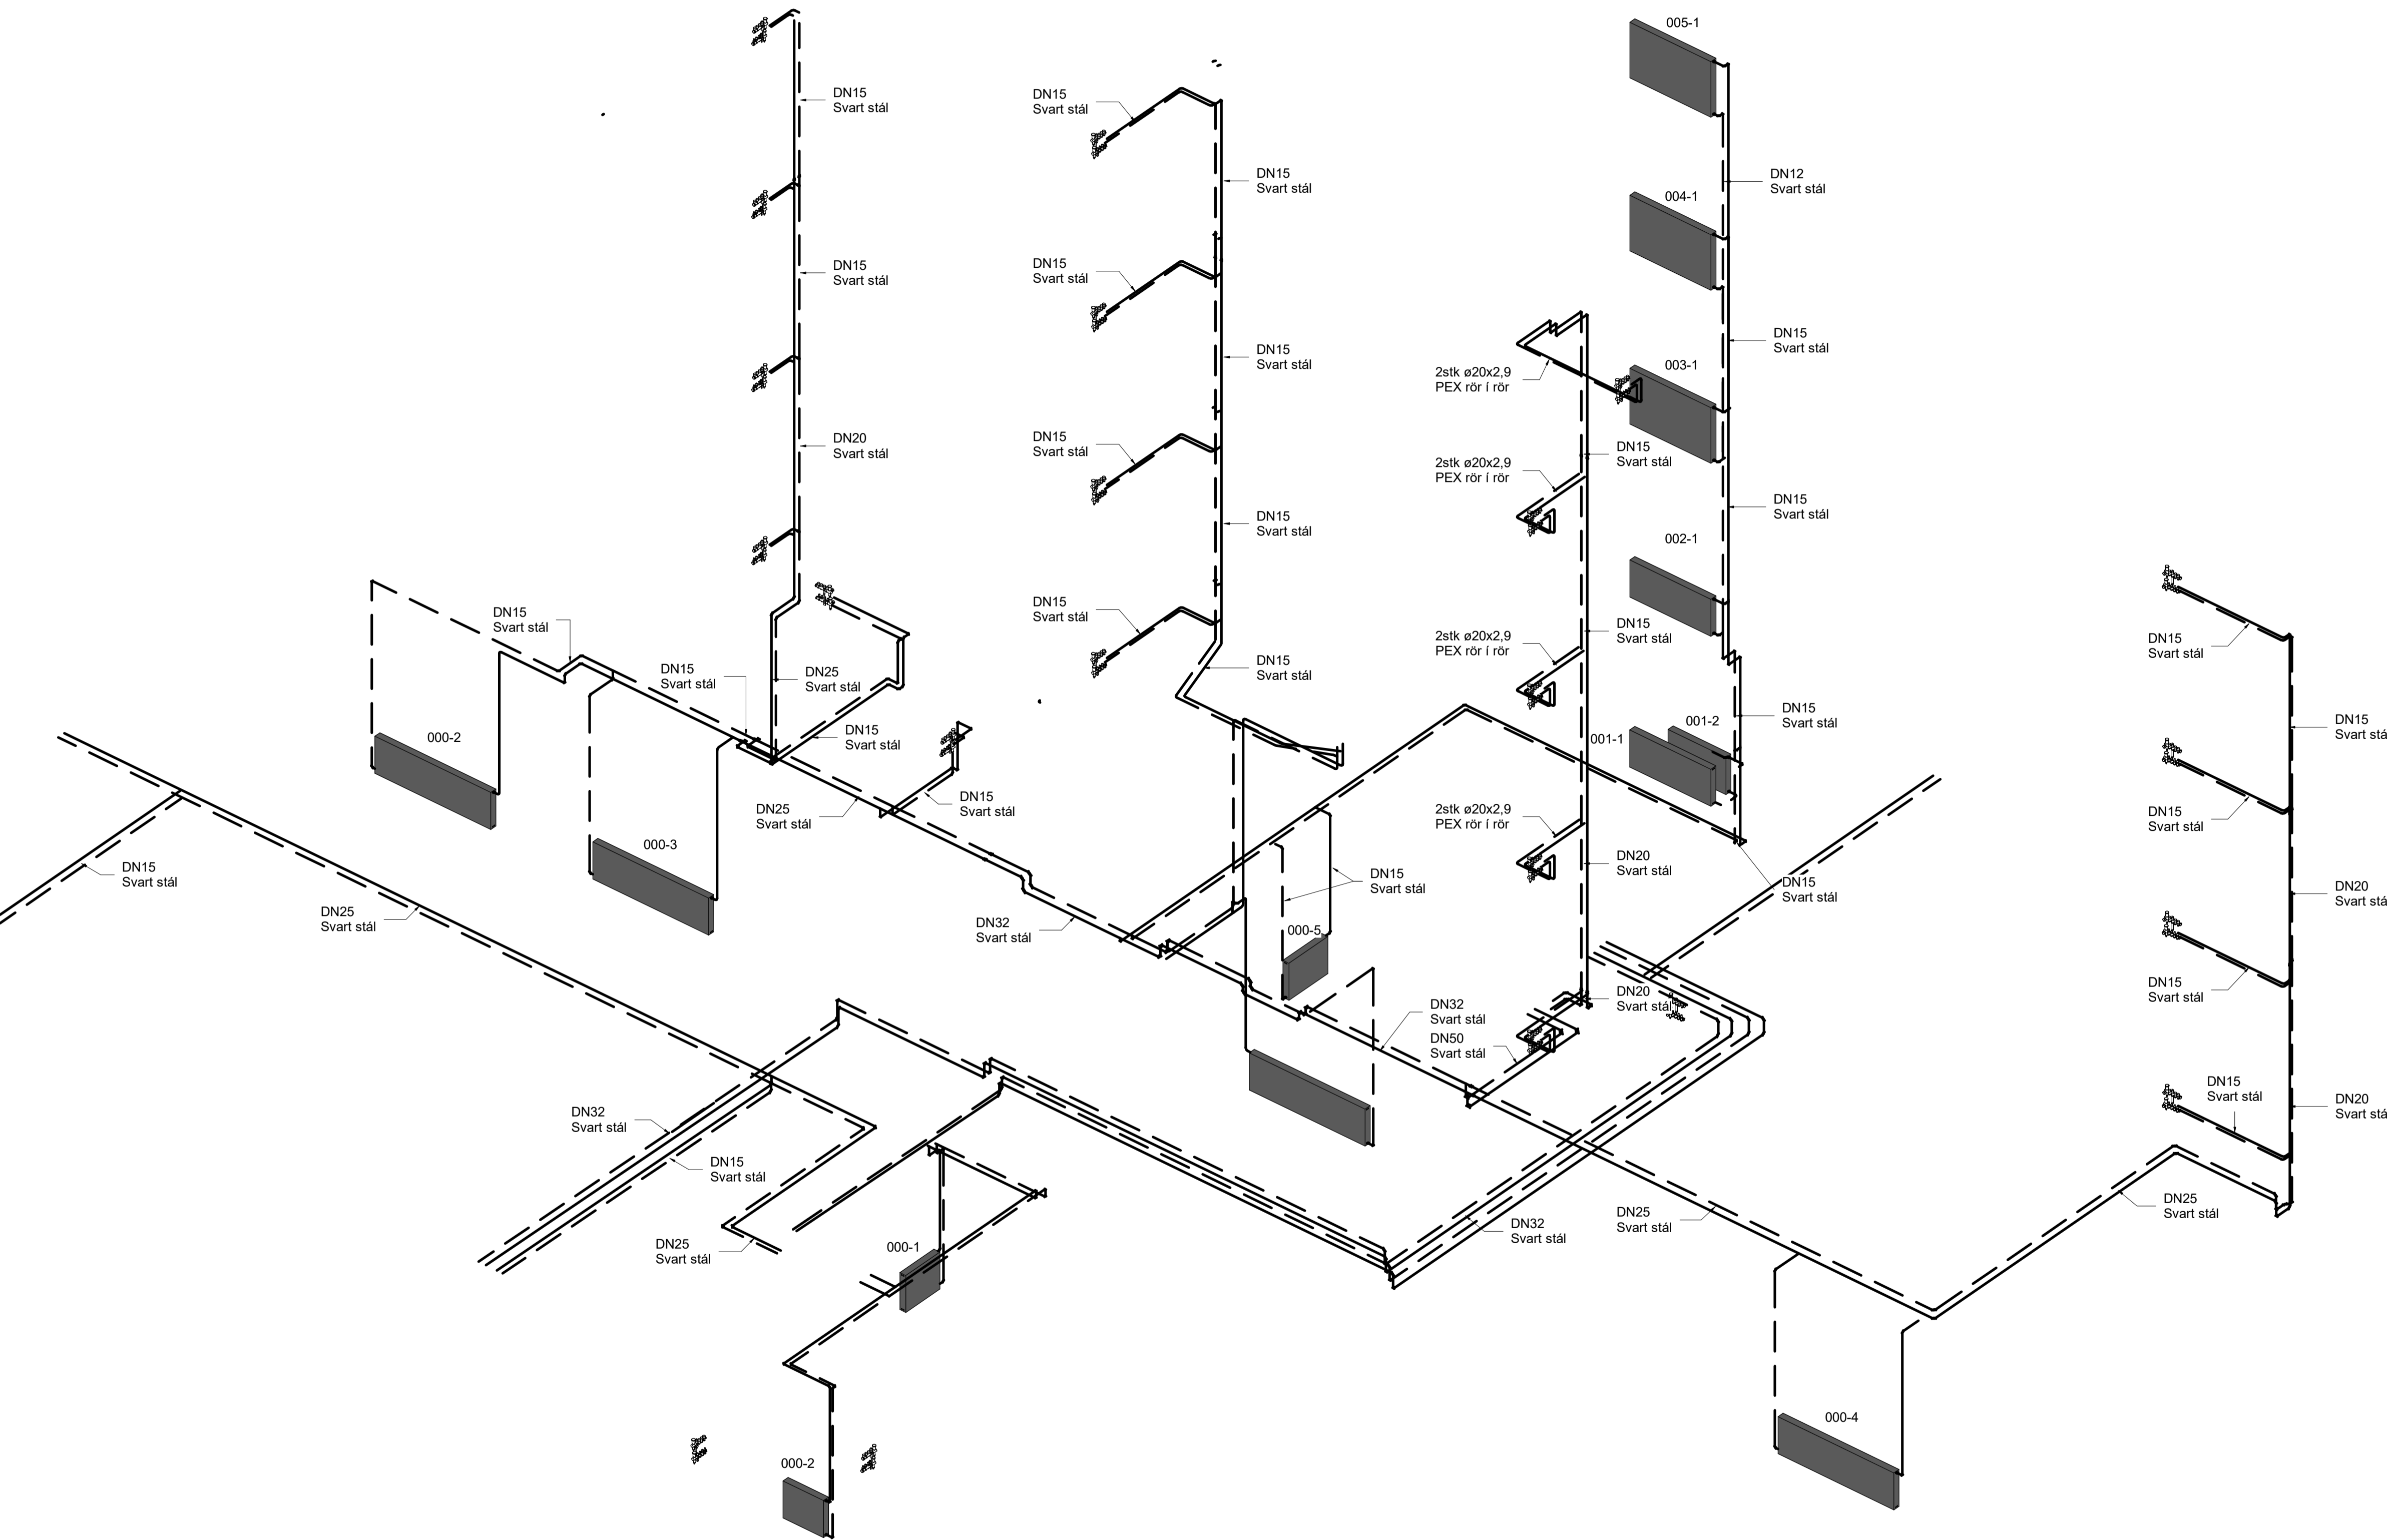 005-1
DN15
Svart stál
DN15
Svart stál
DN15
Svart stál
DN12
Svart stál
004-1
DN15
Svart stál
DN15
Svart stál
DN15
Svart stál
DN15
Svart stál
003-1
2stk ø20x2,9
PEX rör í rör
DN20
Svart stál
DN15
Svart stál
DN15
Svart stál
2stk ø20x2,9
PEX rör í rör
DN15
Svart stál
DN15
Svart stál
002-1
DN15
Svart stál
DN15
Svart stál
2stk ø20x2,9
PEX rör í rör
DN15
Svart stál
DN15
Svart stál
DN15
Svart stál
DN25
Svart stál
DN15
Svart stál
DN15
Svart stál
001-2
DN15
Svart stá
000-2
DN15
Svart stál
001-1
DN25
Svart stál
DN15
Svart stál
2stk ø20x2,9
PEX rör í rör
DN15
Svart stál
000-3
DN15
Svart stál
DN15
Svart stál
DN20
Svart stál
DN15
Svart stál
DN20
Svart stá
DN25
Svart stál
DN32
Svart stál
000-5
DN15
Svart stál
DN32
Svart stál
DN20
Svart stál
DN50
Svart stál
DN32
Svart stál
DN15
Svart stál
DN20
Svart stá
DN15
Svart stál
DN25
Svart stál
000-1
DN32
Svart stál
DN25
Svart stál
DN25
Svart stál
000-4
000-2